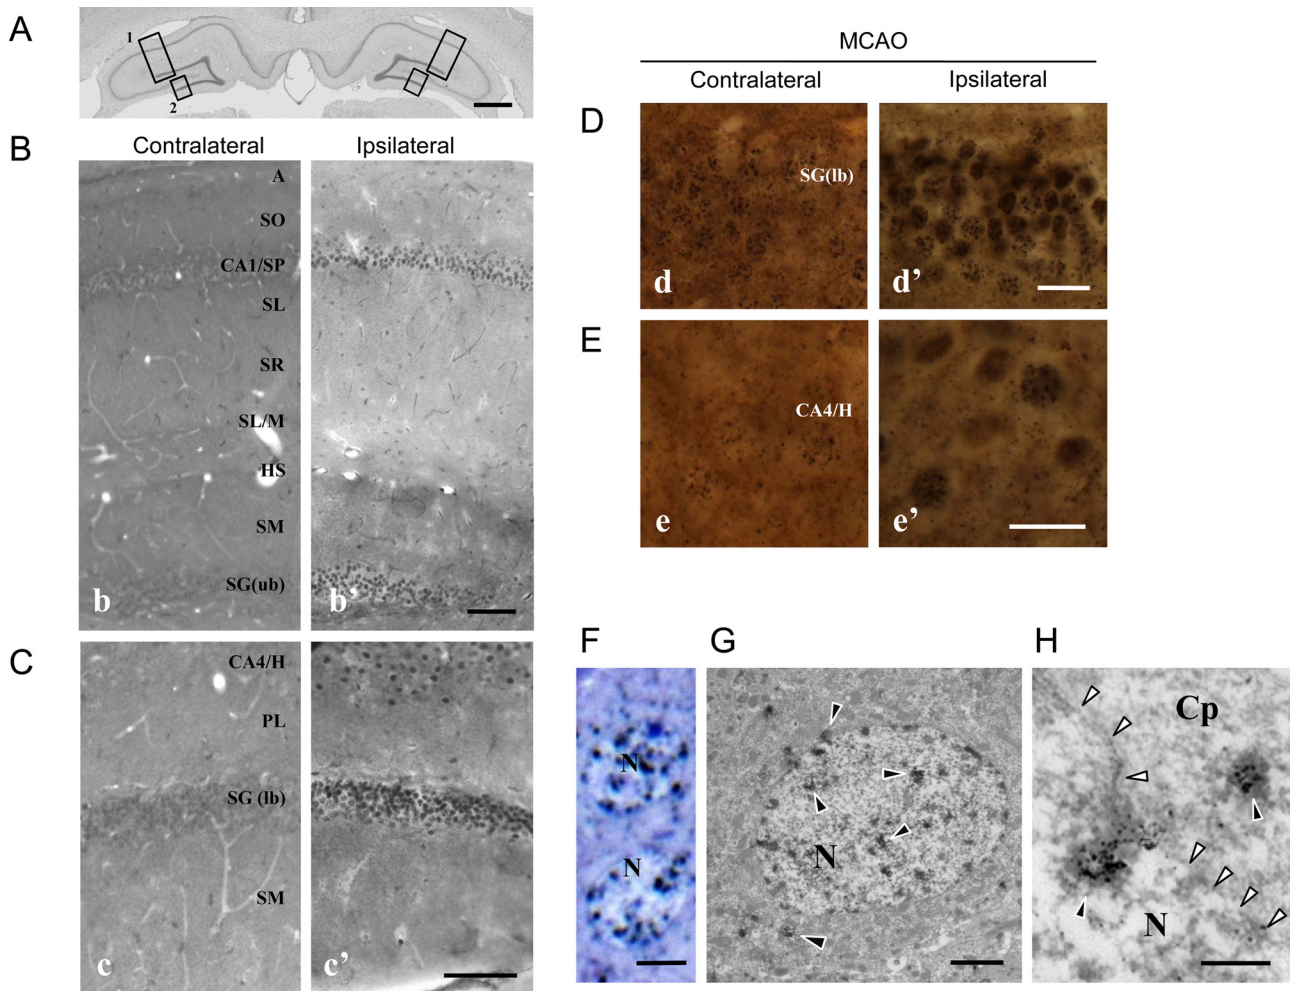 A
1
2
B
Contralateral
Ipsilateral
A
SO
CA1/SP
SL
SR
SL/M
HS
SM
SG(ub)
b
b’
C
CA4/H
PL
SG (lb)
SM
c
c’
MCAO
Contralateral
Ipsilateral
D
SG(lb)
d
d’
E
CA4/H
e
e’
F
N
N
G
N
H
Cp
N